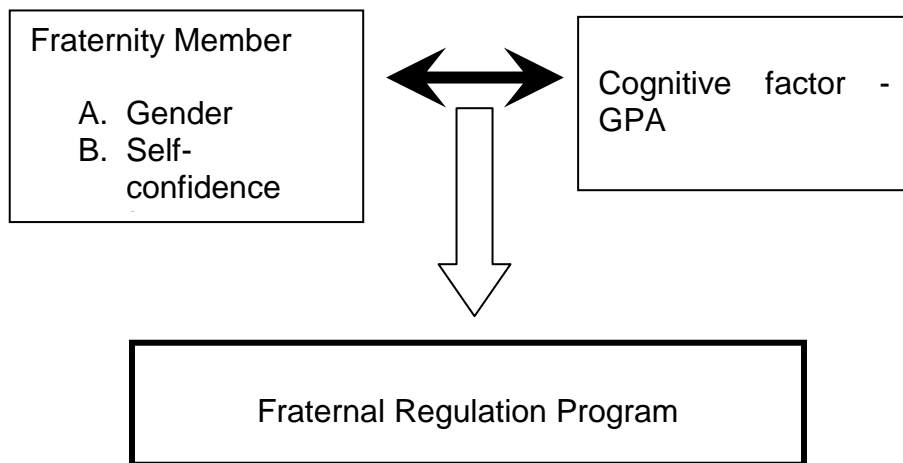 Fraternity Member
A. Gender
B. Self-
confidence
Cognitive factor -
GPA
Fraternal Regulation Program